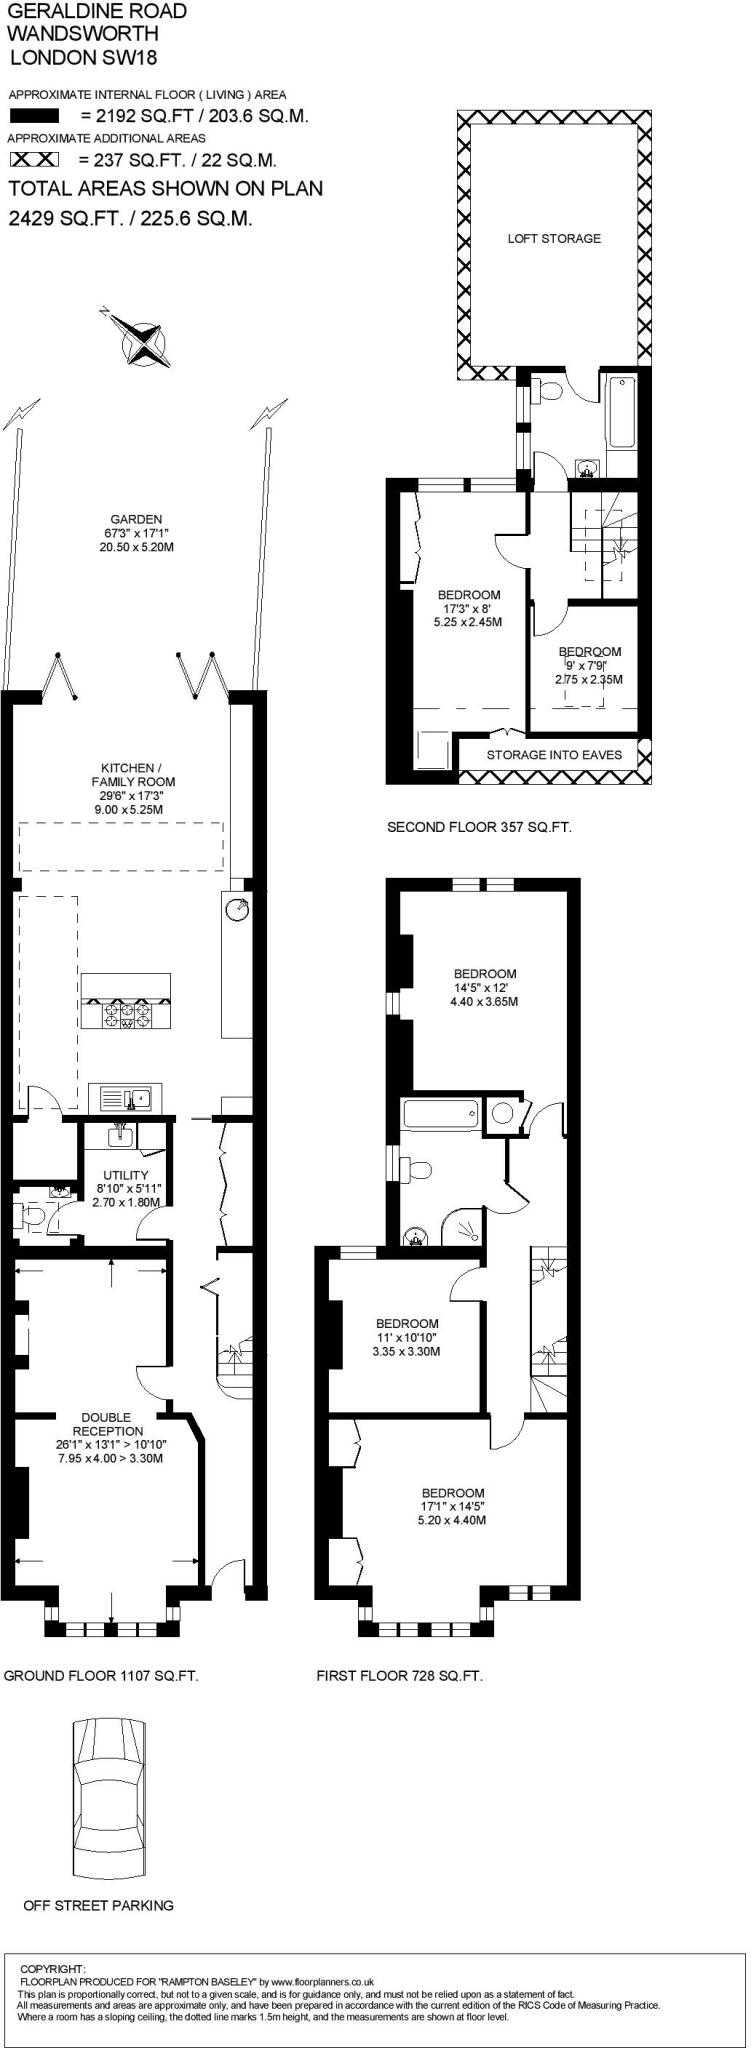 GERALDINE ROAD
WANDSWORTH
LONDON SW18
APPROXIMATE INTERNAL FLOOR ( LIVING ) AREA
= 2192 SQ.FT / 203.6 SQ.M.
APPROXIMATE ADDITIONAL AREAS
= 237 SQ.FT. / 22 SQ.M.
TOTAL AREAS SHOWN ON PLAN
2429 SQ.FT. / 225.6 SQ.M.
N
LOFT STORAGE
BEDROOM
17'3" x 8'
5.25 x 2.45M
BEDROOM
9' x 7'9"
2.75 x 2.35M
STORAGE INTO EAVES
SECOND FLOOR 357 SQ.FT.
GARDEN
67'3" x 17'1"
20.50 x 5.20M
KITCHEN /
FAMILY ROOM
29'6" x 17'3"
9.00 x 5.25M
UTILITY
8'10" x 5'11"
2.70 x 1.80M
DOUBLE
RECEPTION
26'1" x 13'1" > 10'10"
7.95 x 4.00 > 3.30M
GROUND FLOOR 1107 SQ.FT.
BEDROOM
14'5" x 12'
4.40 x 3.65M
BEDROOM
11' x 10'10"
3.35 x 3.30M
BEDROOM
17'1" x 14'5"
5.20 x 4.40M
FIRST FLOOR 728 SQ.FT.
OFF STREET PARKING
COPYRIGHT:
FLOORPLAN PRODUCED FOR "RAMPTON BASELEY" by www.floorplanners.co.uk
This plan is proportionally correct, but not to a given scale, and is for guidance only, and must not be relied upon as a statement of fact.
All measurements and areas are approximate only, and have been prepared in accordance with the current edition of the RICS Code of Measuring Practice.
Where a room has a sloping ceiling, the dotted line marks 1.5m height, and the measurements are shown at floor level.